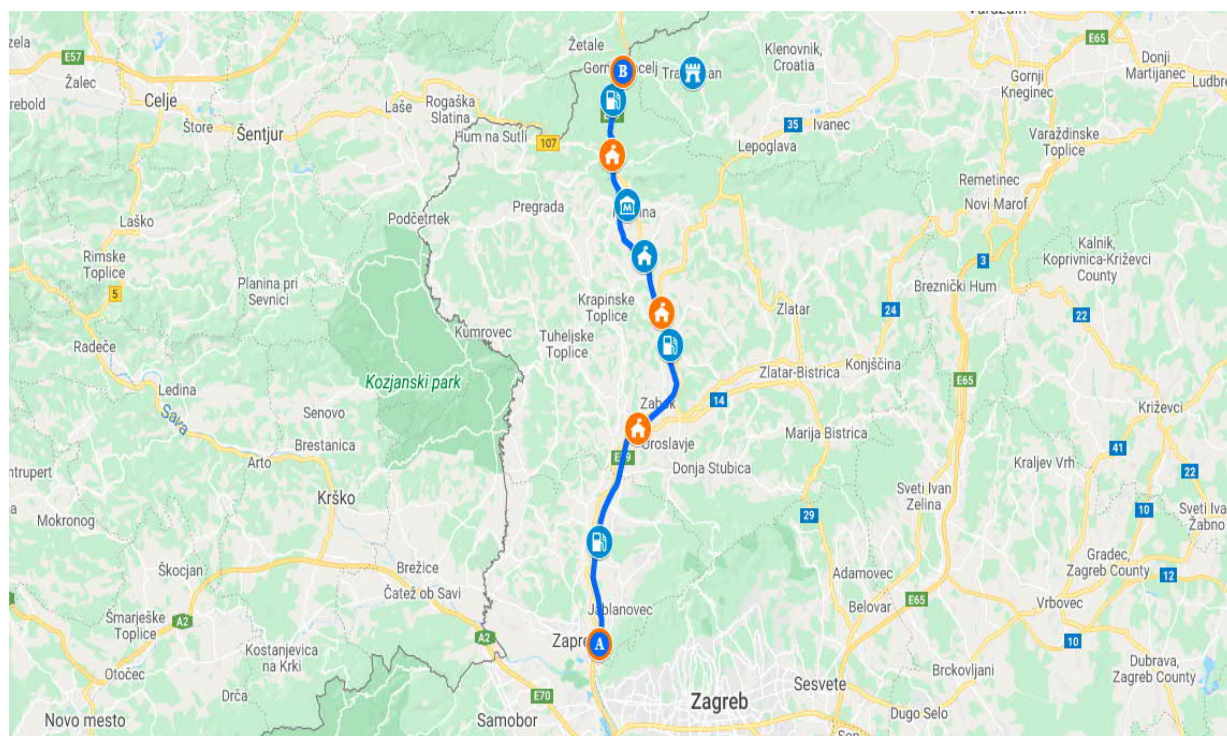 Varaždin
E65
Žetale
Klenovnik,
Croatia
E57
Donji
Martijanec
Žalec
B
Gornji
Kneginec
Ludbre
rebold
Celje
Laše
Rogaška
Slatina
Štore
Šentjur
35
Ivanec
Hum na Sutli
107
Varaždinske
Toplice
Lepoglava
Remetinec
Pregrada
Novi Marof
Laško
Podčetrtek
Rimske
Toplice
Kalnik,
Koprivnica-Križevci
County
3
Planina pri
Sevnici
5
Breznički Hum
Krapinske
Toplice
Zlatar
24
22
Kumrovec
Tuheljske
Toplice
Radeče
Konjščina
Kozjanski park
Zlatar-Bistrica
E65
Ledina
Zabok
14
Križevci
Sava
Senovo
Brestanica
Marija Bistrica
Oroslavje
41
Arto
Donja Stubica
Kraljev Vrh
22
ntrupert
Krško
Sveti Ivan
Zelina
10
Mokronog
29
Sveti Iva
Žabno
Škocjan
Brežice
Adamovec
Gradec,
Zagreb County
12
Čatež ob Savi
E65
Šmarješke
Toplice
A2
Jablanovec
Belovar
Vrbovec
A2
Kostanjevica
na Krki
A
10
Otočec
Brckovljani
Dubrava,
Zagreb County
Drča
E70
Zagreb
Sesvete
Novo mesto
Samobor
Dugo Selo